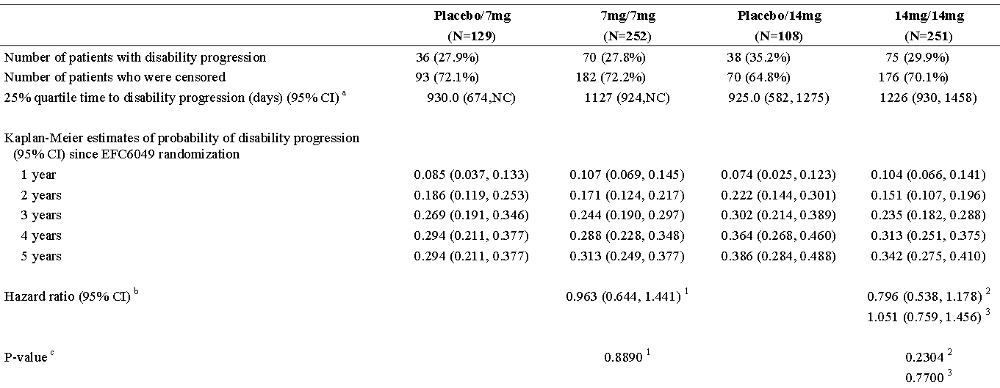 Placebo/7mg 7mg/7mg Placebo/14mg 14mg/14mg
(N=129) (N=252) (N=108) (N=251)
Number of patients with disability progression 36 (27.9%) 70 (27.8%) 38 (35.2%) 75 (29.9%)
Number of patients who were censored 93 (72.1%) 182 (72.2%) 70 (64.8%) 176 (70.1%)
25% quartile time to disability progression (days) (95% CI) a 930.0 (674,NC) 1127 (924,NC) 925.0 (582, 1275) 1226 (930, 1458)
Kaplan-Meier estimates of probability of disability progression
(95% CI) since EFC6049 randomization
1 year 0.085 (0.037, 0.133) 0.107 (0.069, 0.145) 0.074 (0.025, 0.123) 0.104 (0.066, 0.141)
2 years 0.186 (0.119, 0.253) 0.171 (0.124, 0.217) 0.222 (0.144, 0.301) 0.151 (0.107, 0.196)
3 years 0.269 (0.191, 0.346) 0.244 (0.190, 0.297) 0.302 (0.214, 0.389) 0.235 (0.182, 0.288)
4 years 0.294 (0.211, 0.377) 0.288 (0.228, 0.348) 0.364 (0.268, 0.460) 0.313 (0.251, 0.375)
5 years 0.294 (0.211, 0.377) 0.313 (0.249, 0.377) 0.386 (0.284, 0.488) 0.342 (0.275, 0.410)
Hazard ratio (95% CI) b 0.963 (0.644, 1.441) 1 0.796 (0.538, 1.178) 2
1.051 (0.759, 1.456) 3
P-value c 0.8890 1 0.2304 2
0.7700 3